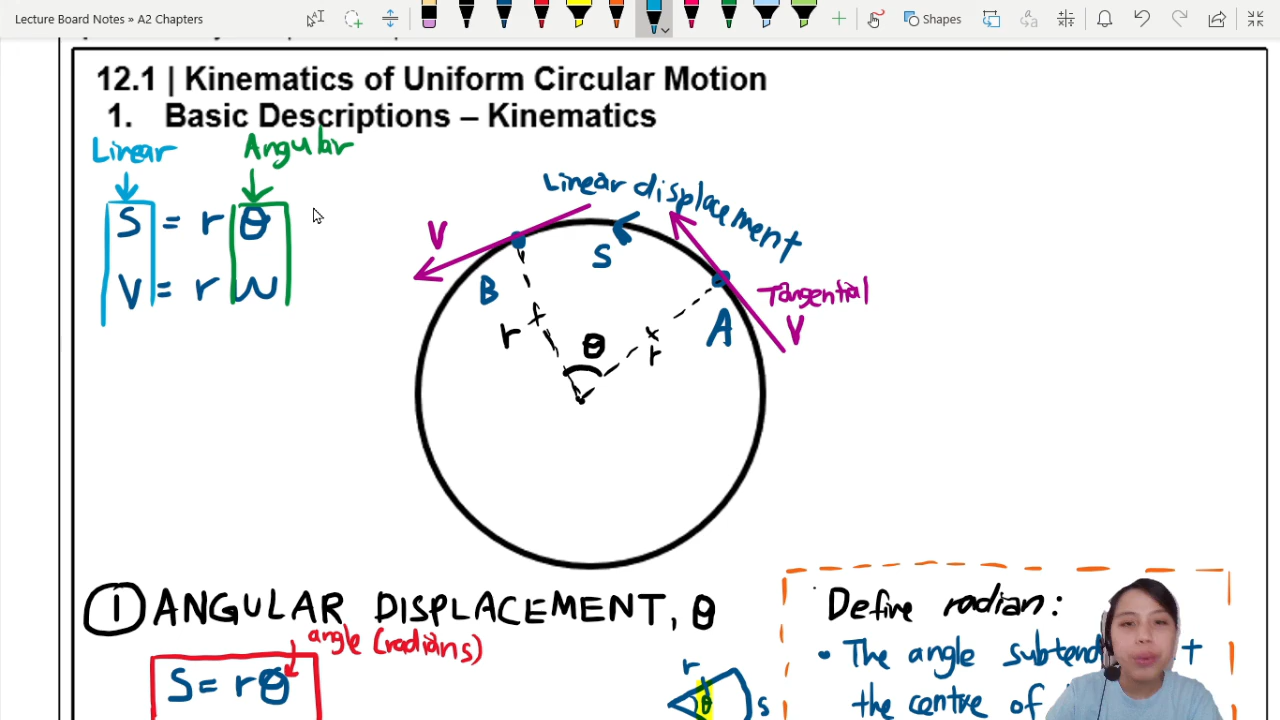 Lecture Board Notes » A2 Chapters
Shapes
12.1 | Kinematics of Uniform Circular Motion
1. Basic Descriptions – Kinematics
Linear
Angular
S = r θ
V = r ω
Linear displacement
V
S
B
A
Tangential
V
r
θ
r
① ANGULAR DISPLACEMENT, θ
angle (radians)
S = rθ
r
θ
s
Define radian:
• The angle
the centre of